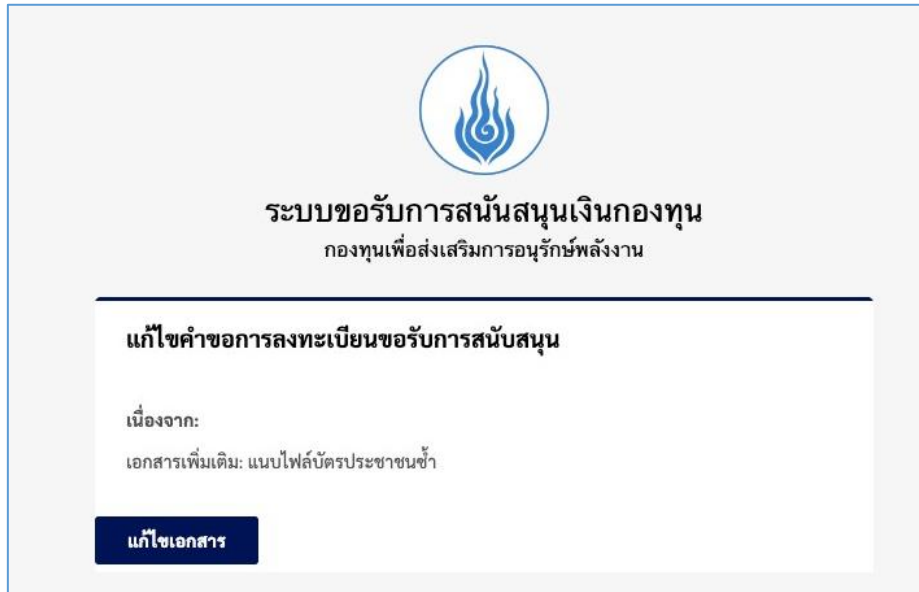 ระบบขอรับการสนันสนุนเงินกองทุน
กองทุนเพื่อส่งเสริมการอนุรักษ์พลังงาน
แก้ไขคำขอการลงทะเบียนขอรับการสนับสนุน
เนื่องจาก:
เอกสารเพิ่มเติม: แนบไฟล์บัตรประชาชนซ้ำ
แก้ไขเอกสาร